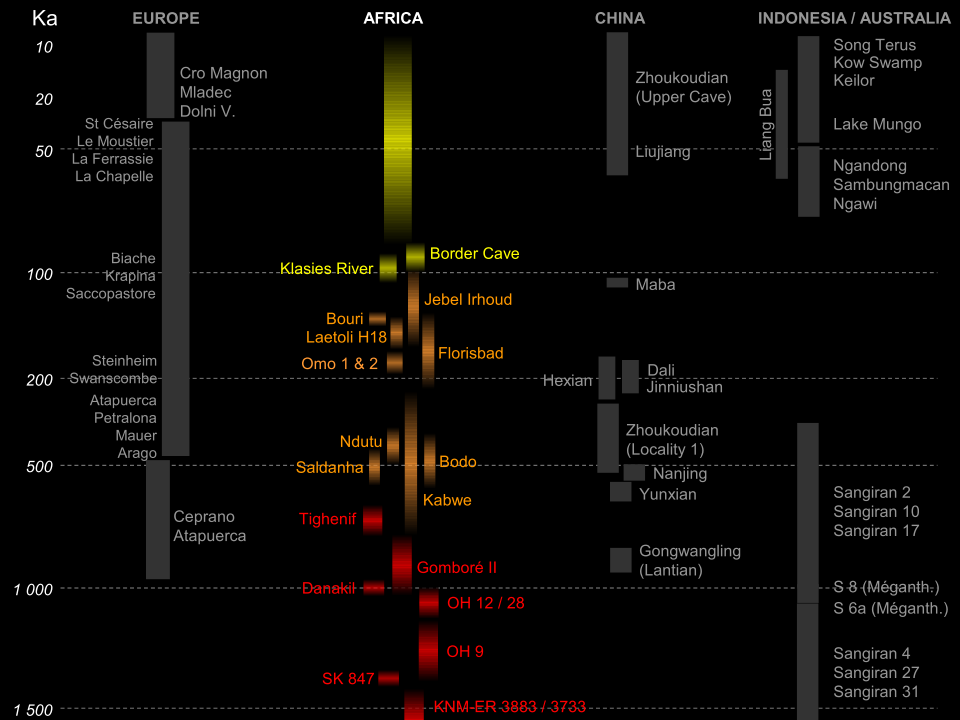 Ka
EUROPE
AFRICA
CHINA
INDONESIA / AUSTRALIA
10
20
50
100
200
500
1 000
1 500
Cro Magnon
Mladec
Dolni V.
St Césaire
Le Moustier
La Ferrassie
La Chapelle
Biache
Krapina
Saccopastore
Steinheim
Swanscombe
Atapuerca
Petralona
Mauer
Arago
Ceprano
Atapuerca
Border Cave
Klasies River
Jebel Irhoud
Bouri
Laetoli H18
Florisbad
Omo 1 & 2
Ndutu
Bodo
Saldanha
Kabwe
Tighenif
Gomboré II
Danakil
OH 12 / 28
OH 9
SK 847
KNM-ER 3883 / 3733
Zhoukoudian
(Upper Cave)
Liujiang
Maba
Hexian
Dali
Jinniushan
Zhoukoudian
(Locality 1)
Nanjing
Yunxian
Gongwangling
(Lantian)
Song Terus
Kow Swamp
Keilor
Liang Bua
Lake Mungo
Ngandong
Sambungmacan
Ngawi
Sangiran 2
Sangiran 10
Sangiran 17
S 8 (Méganth.)
S 6a (Méganth.)
Sangiran 4
Sangiran 27
Sangiran 31